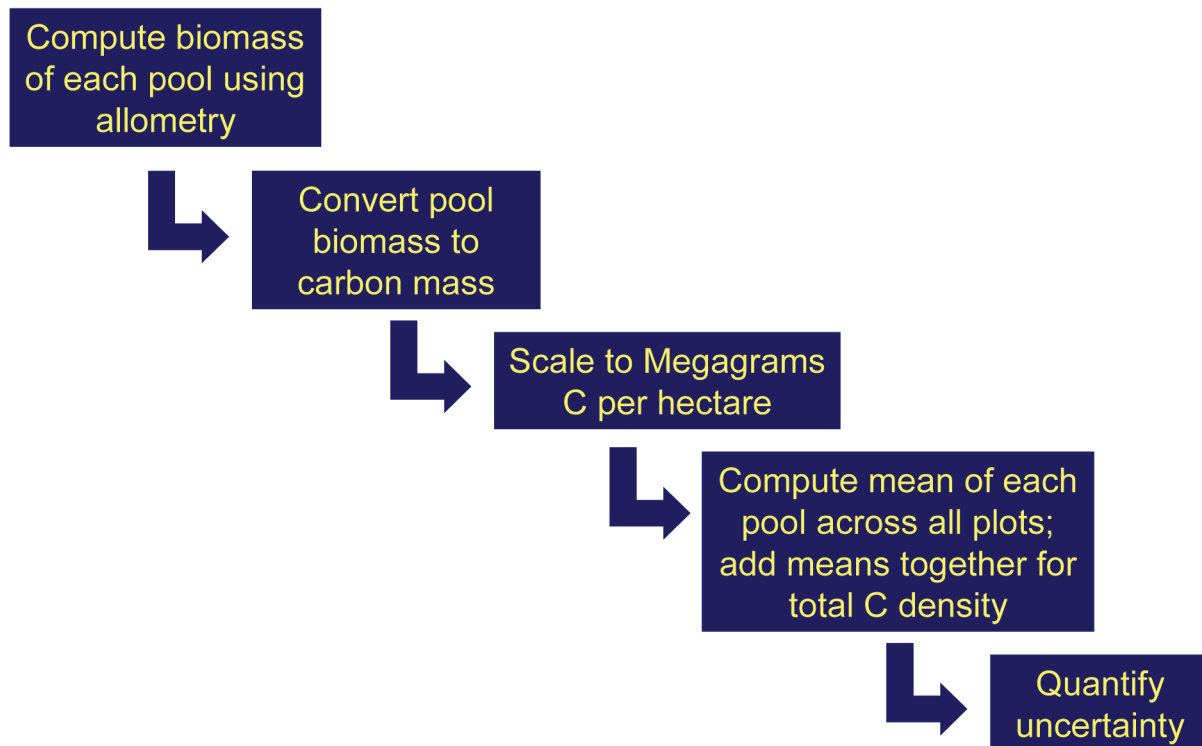 Compute biomass
of each pool using
allometry
Convert pool
biomass to
carbon mass
Scale to Megagrams
C per hectare
Compute mean of each
pool across all plots;
add means together for
total C density
Quantify
uncertainty